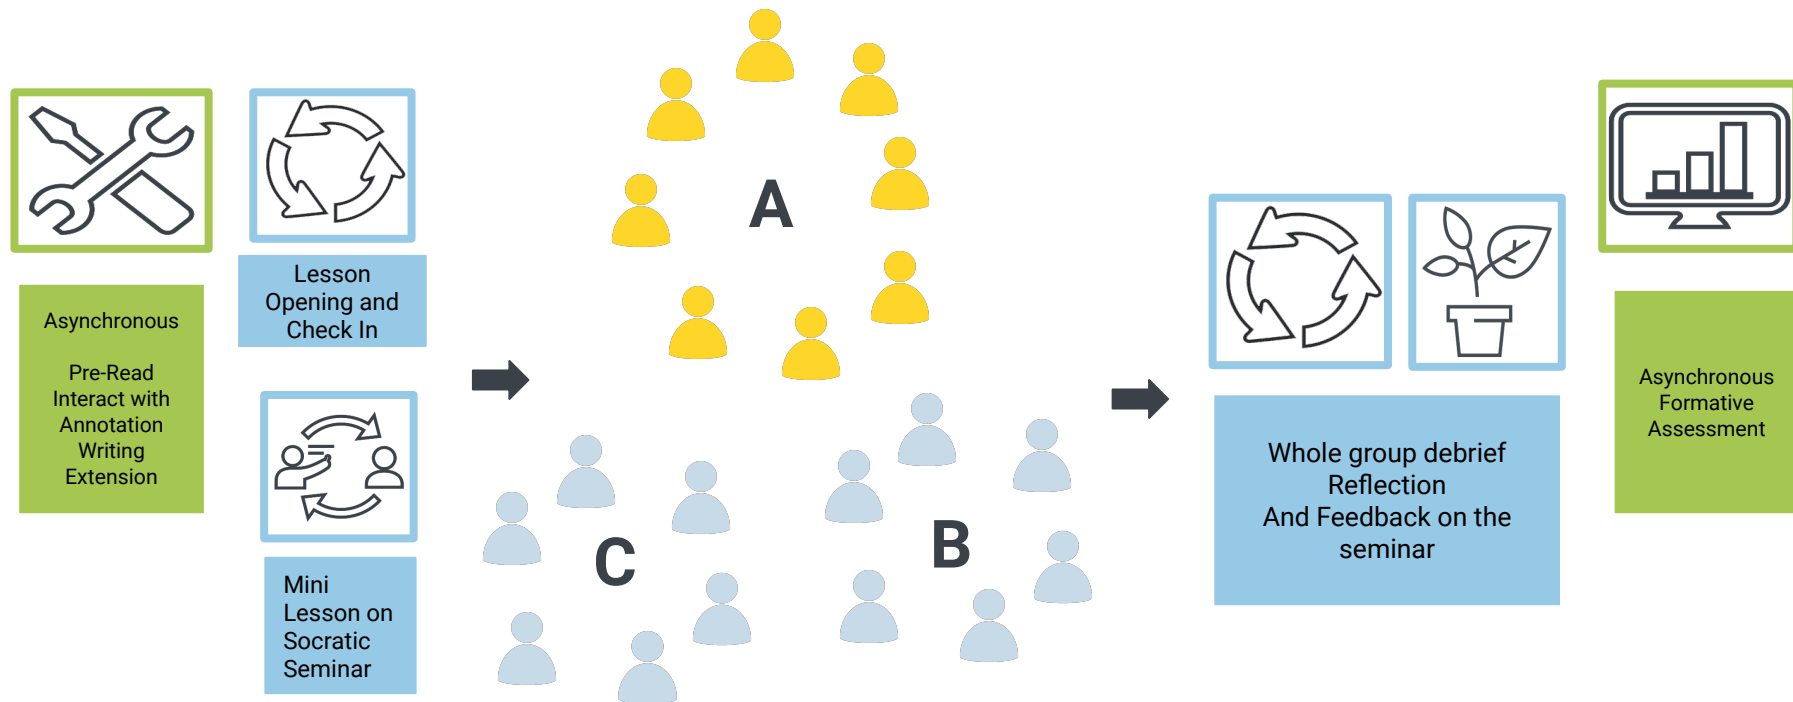 Asynchronous
Pre-Read
Interact with
Annotation
Writing
Extension
Lesson
Opening and
Check In
Mini
Lesson on
Socratic
Seminar
A
C
B
Whole group debrief
Reflection
And Feedback on the
seminar
Asynchronous
Formative
Assessment